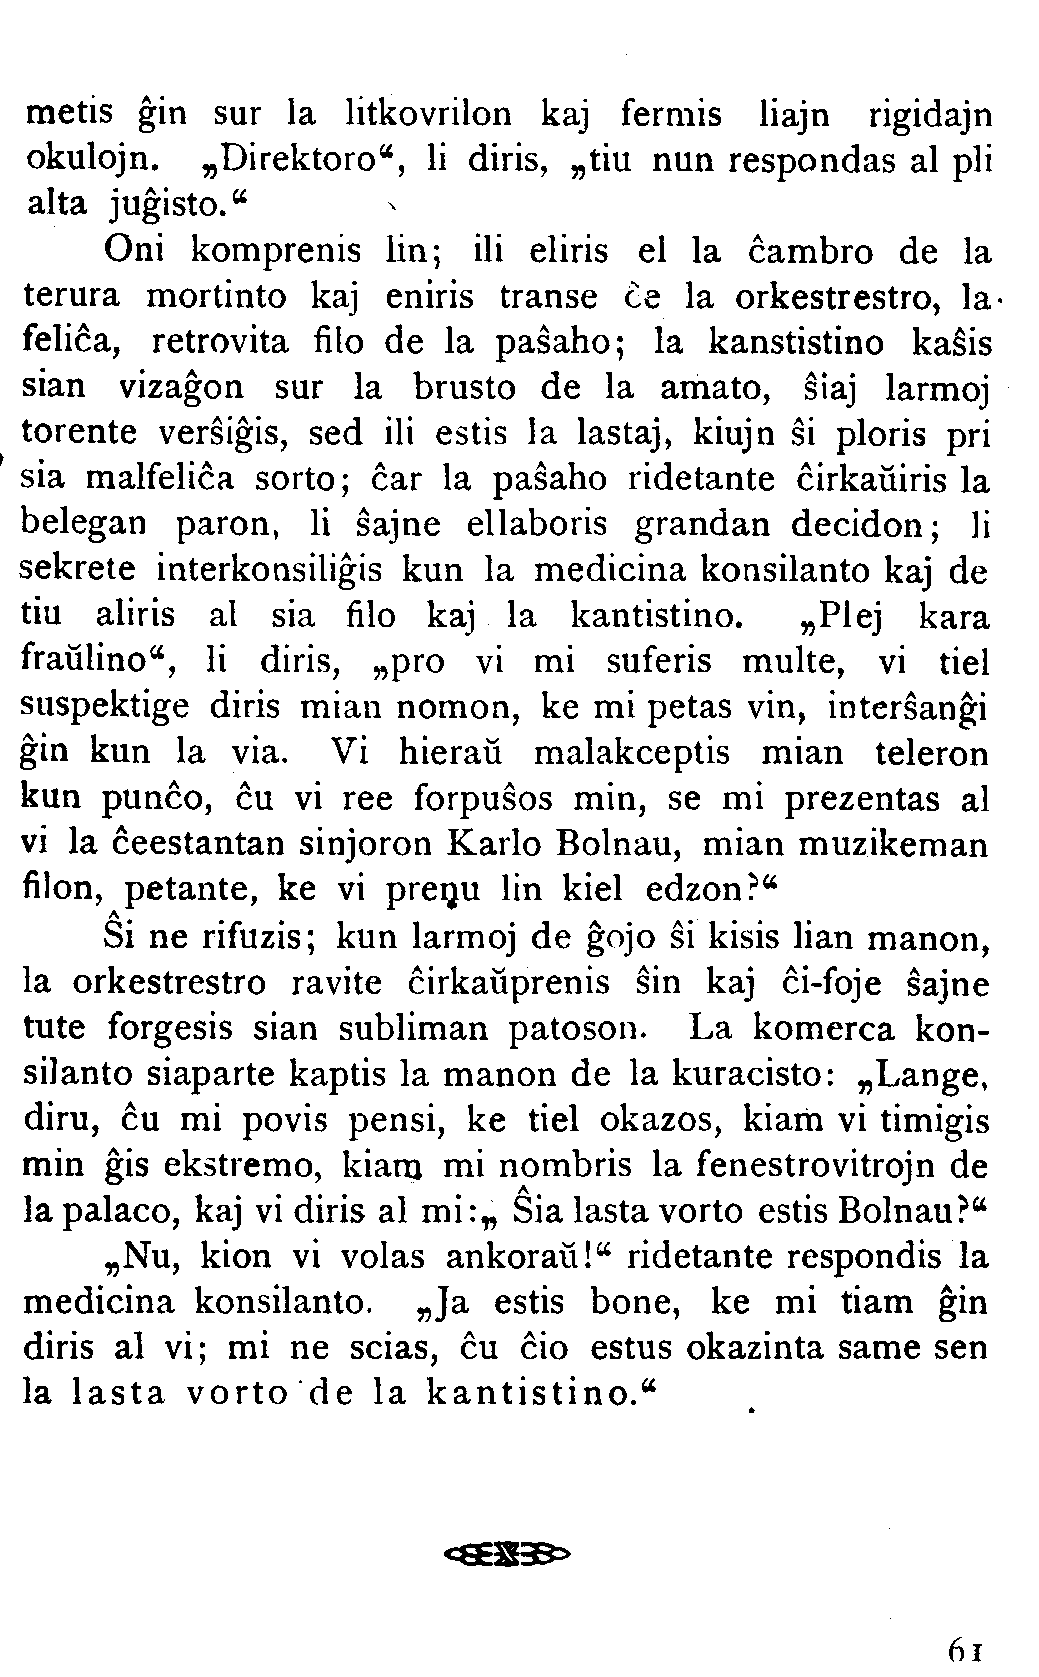 metis ĝin sur la litkovrilon kaj fermis liajn rigidajn
okulojn. „Direktoro“, li diris, „tiu nun respondas al pli
alta juĝisto.“
Oni komprenis lin; ili eliris el la ĉambro de la
terura mortinto kaj eniris transe ĉe la orkestrestro, la
feliĉa, retrovita filo de la paŝaho; la kanstistino kaŝis
sian vizaĝon sur la brusto de la amato, ŝiaj larmoj
torente verŝiĝis, sed ili estis la lastaj, kiujn ŝi ploris pri
sia malfeliĉa sorto; ĉar la paŝaho ridetante ĉirkaŭiris la
belegan paron, li ŝajne ellaboris grandan decidon; li
sekrete interkonsiliĝis kun la medicina konsilanto kaj de
tiu aliris al sia filo kaj la kantistino. „Plej kara
fraŭlino“, li diris, „pro vi mi suferis multe, vi tiel
suspektige diris mian nomon, ke mi petas vin, interŝanĝi
ĝin kun la via. Vi hieraŭ malakceptis mian teleron
kun punĉo, ĉu vi ree forpuŝos min, se mi prezentas al
vi la ĉeestantan sinjoron Karlo Bolnau, mian muzikeman
filon, petante, ke vi prenu lin kiel edzon?“
Ŝi ne rifuzis; kun larmoj de ĝojo ŝi kisis lian manon,
la orkestrestro ravite ĉirkaŭprenis ŝin kaj ĉi-foje ŝajne
tute forgesis sian subliman patoson. La komerca kon-
silanto siaparte kaptis la manon de la kuracisto: „Lange,
diru, ĉu mi povis pensi, ke tiel okazos, kiam vi timigis
min ĝis ekstremo, kiam mi nombris la fenestrovitrojn de
la palaco, kaj vi diris al mi:„ Ŝia lasta vorto estis Bolnau?“
„Nu, kion vi volas ankoraŭ!“ ridetante respondis la
medicina konsilanto. „Ja estis bone, ke mi tiam ĝin
diris al vi; mi ne scias, ĉu ĉio estus okazinta same sen
la lasta vorto de la kantistino.“
61